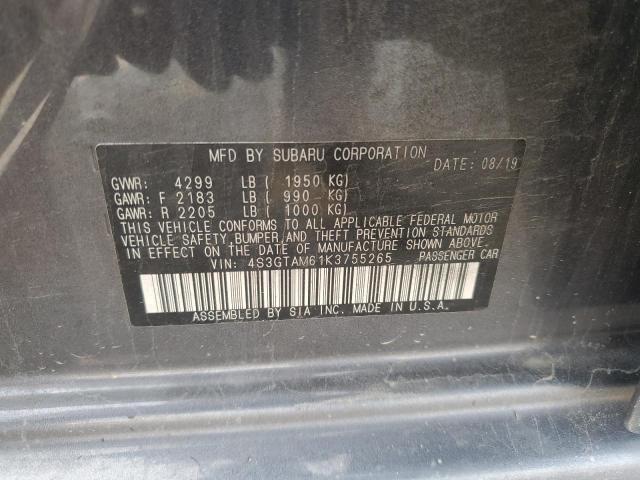 MFD BY SUBARU CORPORATION DATE: 08/19
GVWR: 4299 LB ( 1950 KG)
GAWR: F 2183 LB ( 990 KG)
GAWR: R 2205 LB ( 1000 KG)
THIS VEHICLE CONFORMS TO ALL APPLICABLE FEDERAL MOTOR
VEHICLE SAFETY, BUMPER, AND THEFT PREVENTION STANDARDS
IN EFFECT ON THE DATE OF MANUFACTURE SHOWN ABOVE.
VIN: 4S3GTAM61K3755265 PASSENGER CAR
ASSEMBLED BY SIA INC. MADE IN U.S.A.